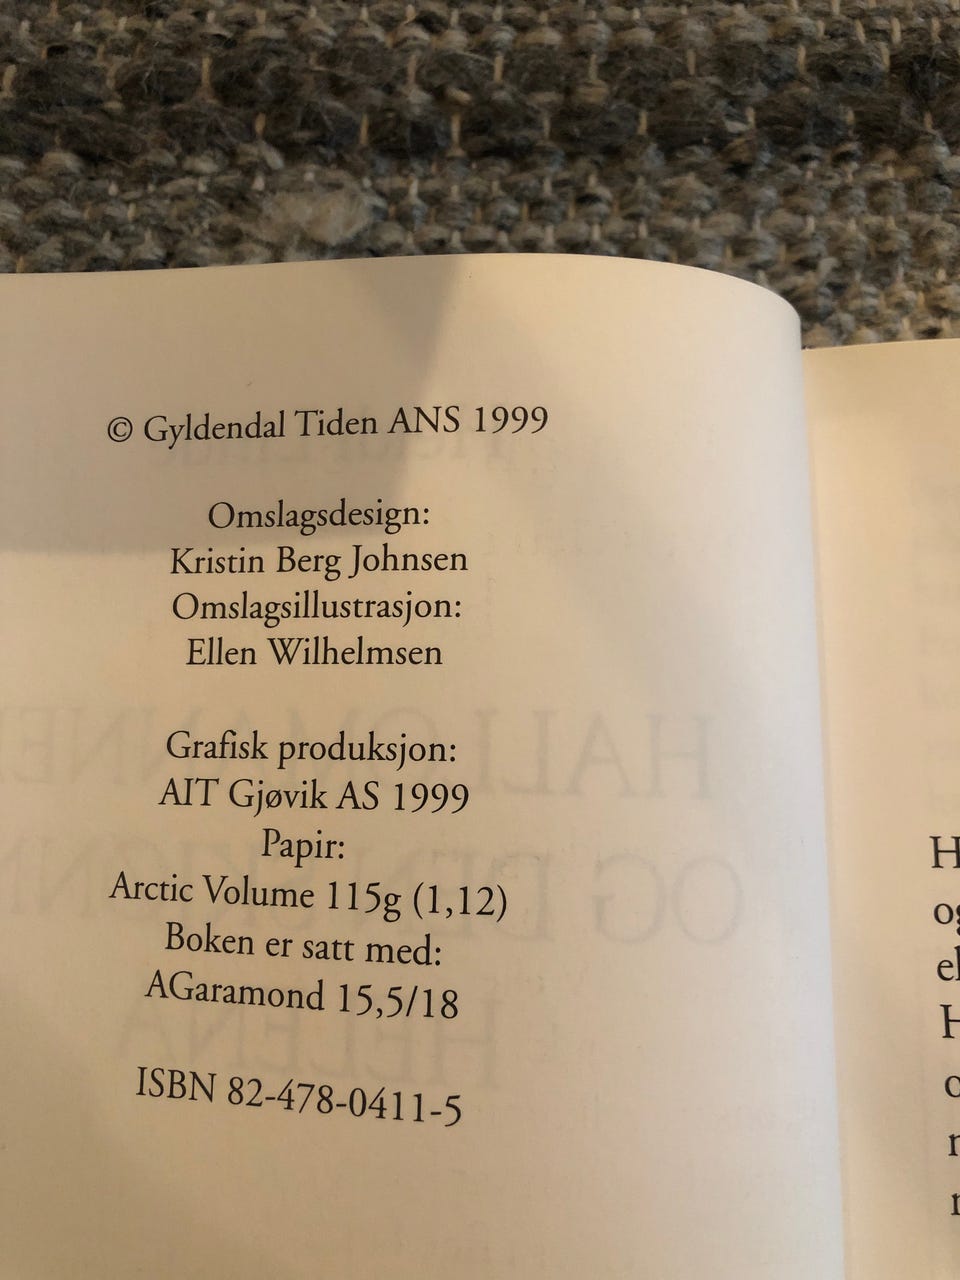 © Gyldendal Tiden ANS 1999
Omslagsdesign:
Kristin Berg Johnsen
Omslagsillustrasjon:
Ellen Wilhelmsen
Grafisk produksjon:
AIT Gjøvik AS 1999
Papir:
Arctic Volume 115g (1,12)
Boken er satt med:
AGaramond 15,5/18
ISBN 82-478-0411-5